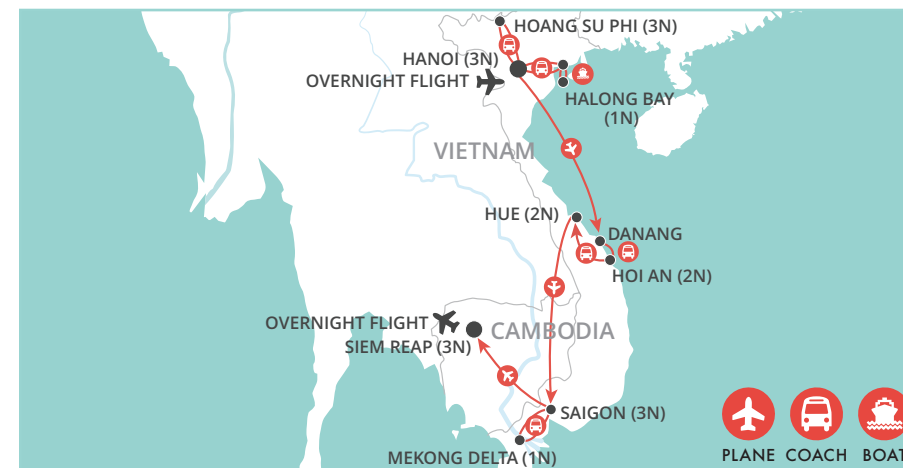 HOANG SU PHI (3N)
HANOI (3N)
OVERNIGHT FLIGHT
HALONG BAY
(1N)
VIETNAM
HUE (2N)
DANANG
HOI AN (2N)
OVERNIGHT FLIGHT
CAMBODIA
SIEM REAP (3N)
SAIGON (3N)
MEKONG DELTA (1N)
PLANE COACH BOAT